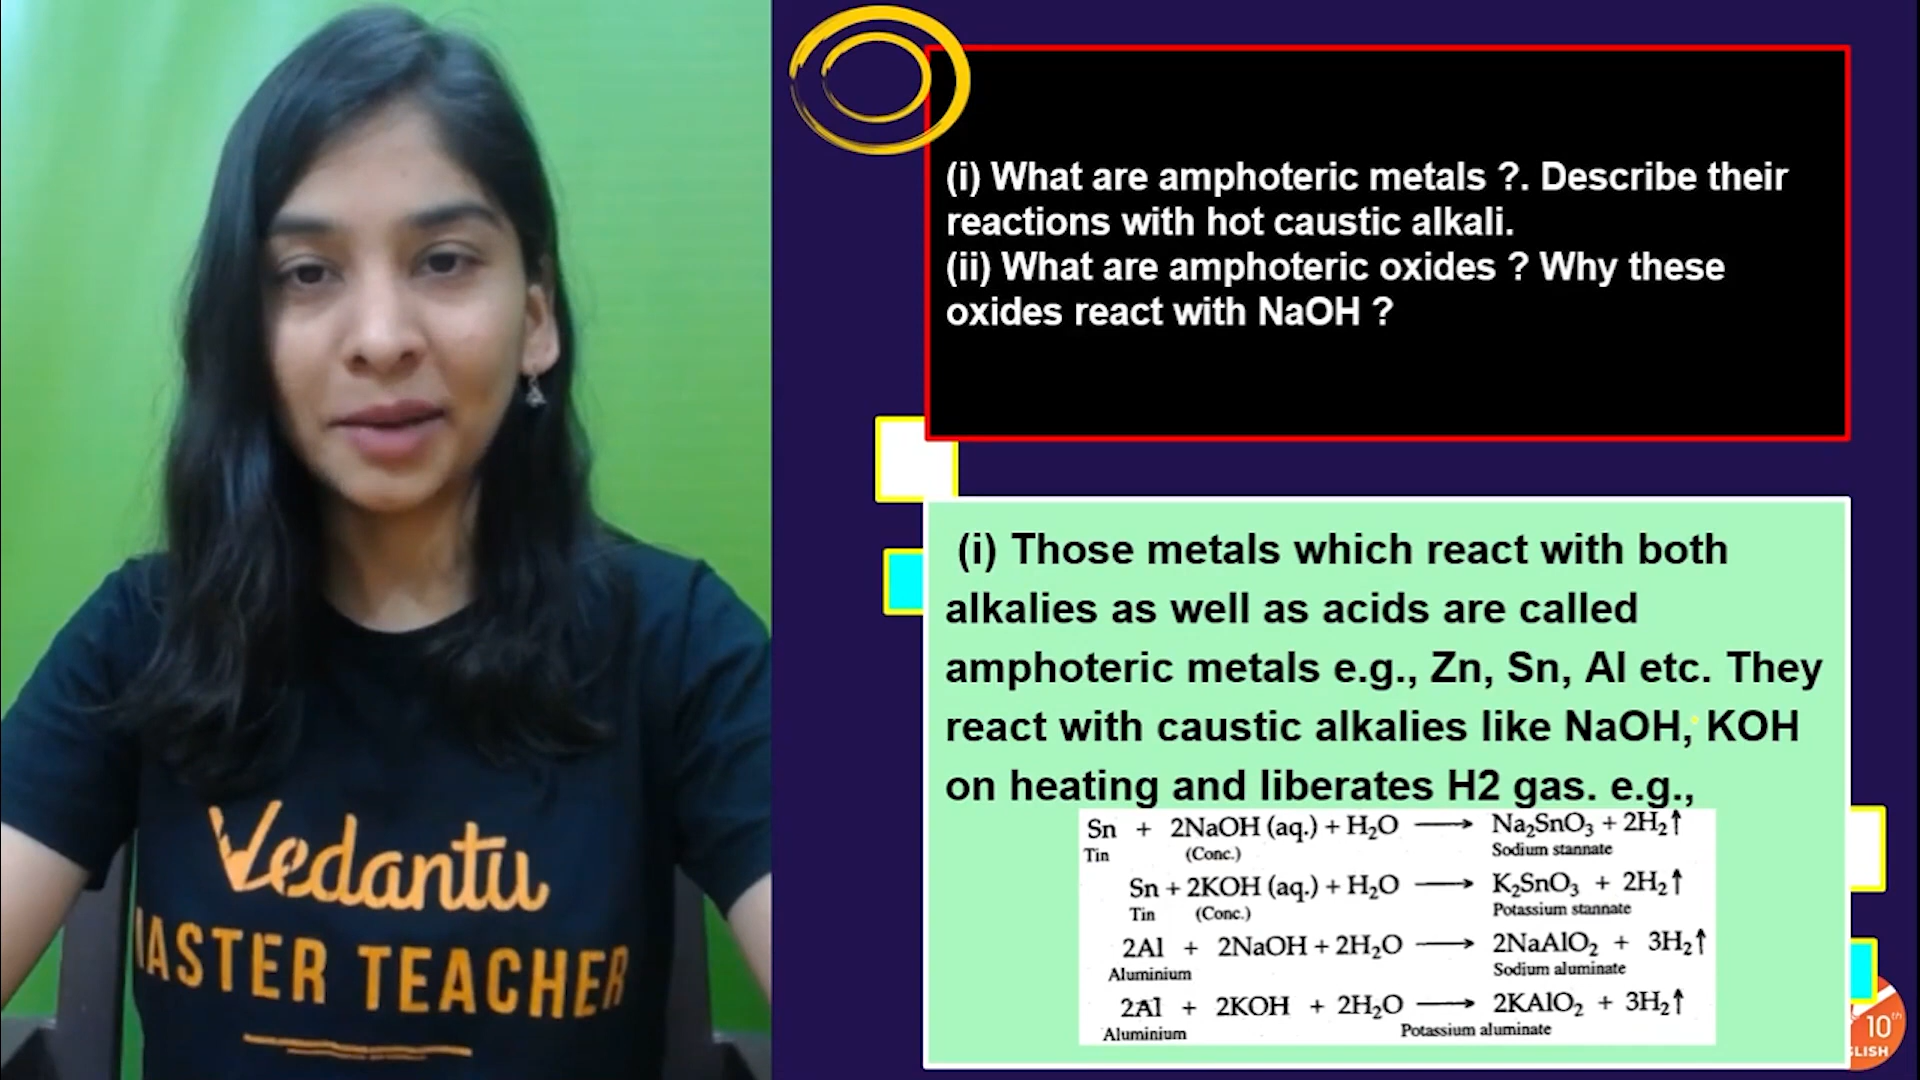 (i) What are amphoteric metals ?. Describe their
reactions with hot caustic alkali.
(ii) What are amphoteric oxides ? Why these
oxides react with NaOH ?
(i) Those metals which react with both
alkalies as well as acids are called
amphoteric metals e.g., Zn, Sn, Al etc. They
react with caustic alkalies like NaOH, KOH
on heating and liberates H2 gas. e.g.,
Sn + 2NaOH (aq.) + H₂O ⟶ Na₂SnO₃ + 2H₂↑
Tin (Conc.) Sodium stannate
Sn + 2KOH (aq.) + H₂O ⟶ K₂SnO₃ + 2H₂↑
Tin (Conc.) Potassium stannate
2Al + 2NaOH + 2H₂O ⟶ 2NaAlO₂ + 3H₂↑
Aluminium Sodium aluminate
2Al + 2KOH + 2H₂O ⟶ 2KAlO₂ + 3H₂↑
Aluminium Potassium aluminate
Vedantu
MASTER TEACHER
10th